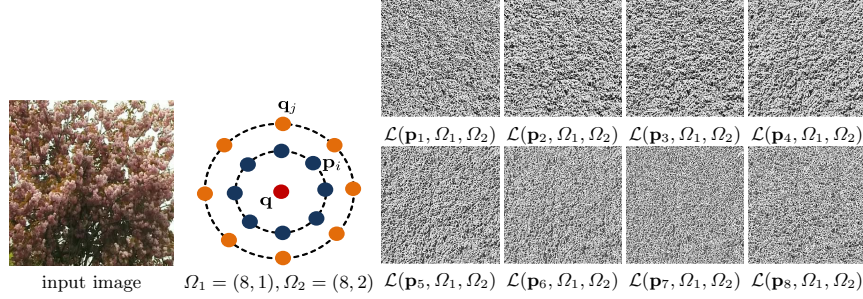 q_j
p_i
q
input image
Ω_1 = (8, 1), Ω_2 = (8, 2)
𝓛(p_1, Ω_1, Ω_2) 𝓛(p_2, Ω_1, Ω_2) 𝓛(p_3, Ω_1, Ω_2) 𝓛(p_4, Ω_1, Ω_2)
𝓛(p_5, Ω_1, Ω_2) 𝓛(p_6, Ω_1, Ω_2) 𝓛(p_7, Ω_1, Ω_2) 𝓛(p_8, Ω_1, Ω_2)